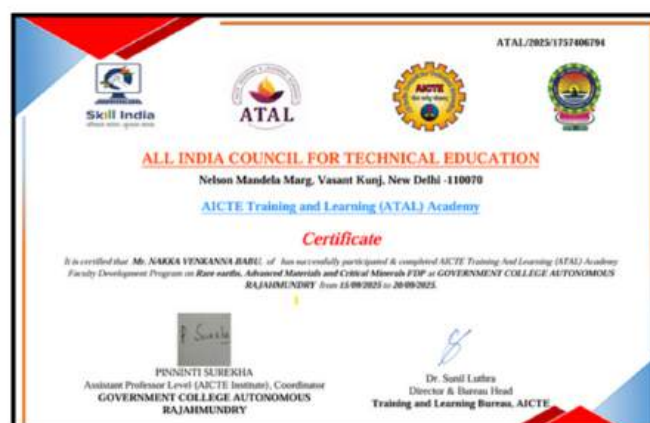 ATAL/2025/1757406794
Skill India
ATAL
AICTE
ALL INDIA COUNCIL FOR TECHNICAL EDUCATION
Nelson Mandela Marg, Vasant Kunj, New Delhi -110070
AICTE Training and Learning (ATAL) Academy
Certificate
It is certified that Mr. NAKKA VENKANNA BABU, of has successfully participated & completed AICTE Training And Learning (ATAL) Academy
Faculty Development Program on Rare earths, Advanced Materials and Critical Minerals FDP at GOVERNMENT COLLEGE AUTONOMOUS
RAJAHMUNDRY from 15/09/2025 to 20/09/2025.
P Surekha
PINNINTI SUREKHA
Assistant Professor Level (AICTE Institute), Coordinator
GOVERNMENT COLLEGE AUTONOMOUS
RAJAHMUNDRY
Dr. Sunil Luthra
Director & Bureau Head
Training and Learning Bureau, AICTE